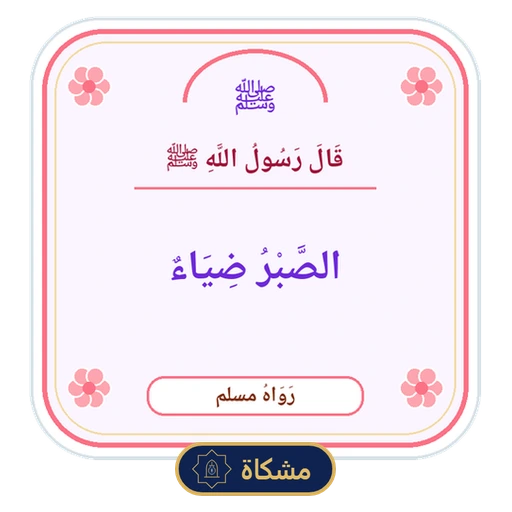 ﷺ
قَالَ رَسُولُ اللَّهِ ﷺ
الصَّبْرُ ضِيَاءٌ
رَوَاهُ مسلم
مشكاة